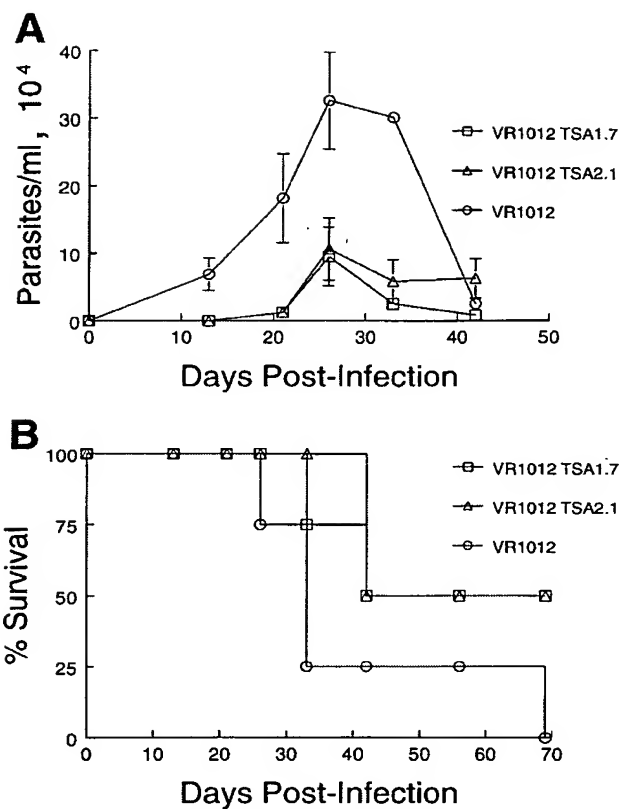 A
Parasites/ml, 10⁴
40
30
20
10
0
0 10 20 30 40 50
Days Post-Infection
VR1012 TSA1.7
VR1012 TSA2.1
VR1012
B
% Survival
100
75
50
25
0
0 10 20 30 40 50 60 70
Days Post-Infection
VR1012 TSA1.7
VR1012 TSA2.1
VR1012